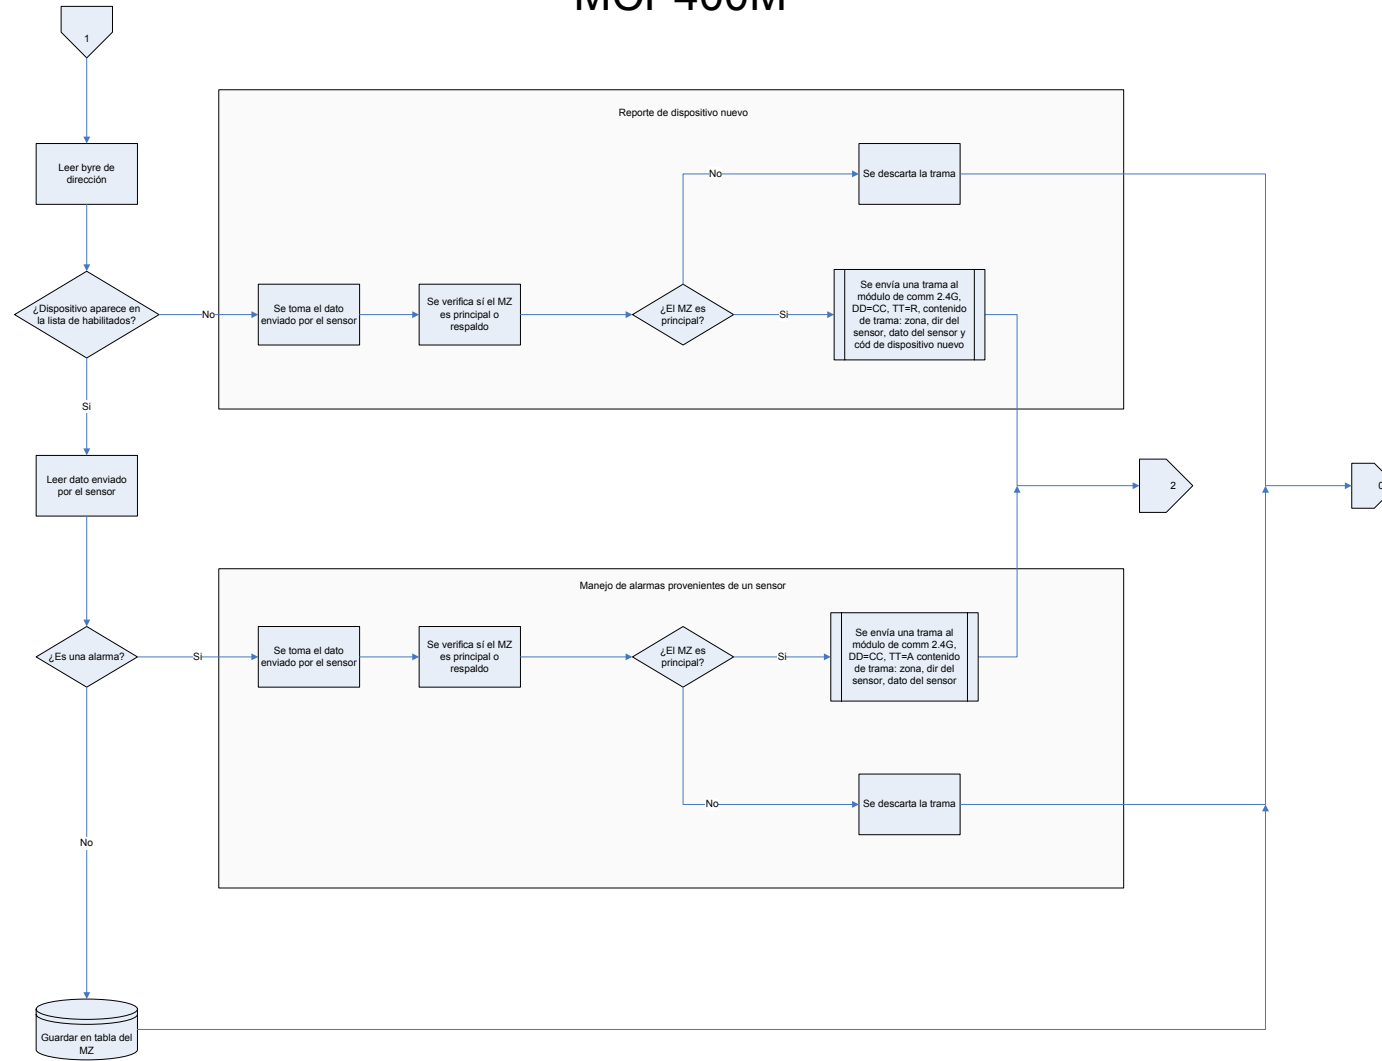 1
Reporte de dispositivo nuevo
Leer byre de
dirección
No
Se descarta la trama
¿Dispositivo aparece en
la lista de habilitados?
No
Se toma el dato
enviado por el sensor
Se verifica sí el MZ
es principal o
respaldo
¿El MZ es
principal?
Si
Se envía una trama al
módulo de comm 2.4G,
DD=CC, TT=R, contenido
de trama: zona, dir del
sensor, dato del sensor y
cód de dispositivo nuevo
Si
Leer dato enviado
por el sensor
2
Manejo de alarmas provenientes de un sensor
¿Es una alarma?
Si
Se toma el dato
enviado por el sensor
Se verifica sí el MZ
es principal o
respaldo
¿El MZ es
principal?
Si
Se envía una trama al
módulo de comm 2.4G,
DD=CC, TT=A contenido
de trama: zona, dir del
sensor, dato del sensor
No
Se descarta la trama
No
Guardar en tabla del
MZ